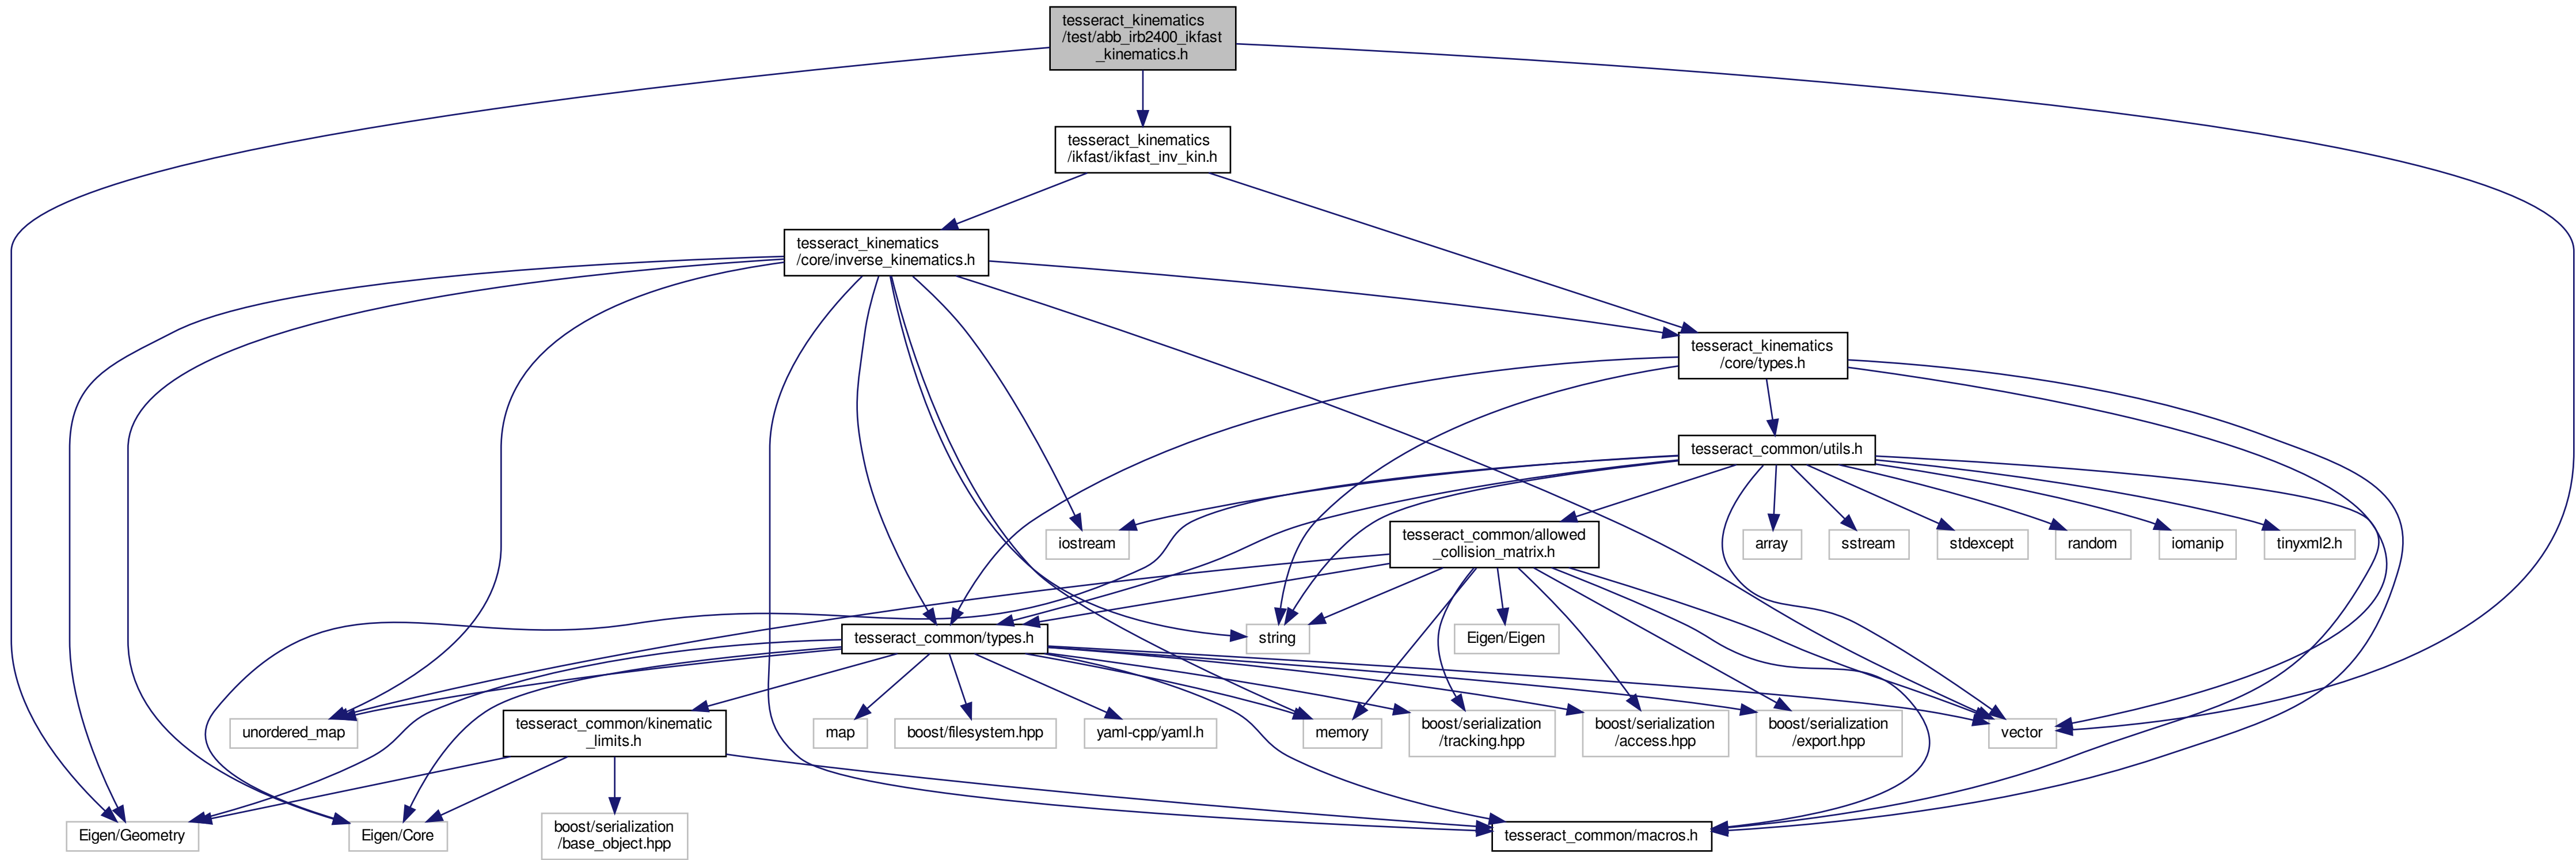 tesseract_kinematics
/test/abb_irb2400_ikfast
_kinematics.h
tesseract_kinematics
/ikfast/ikfast_inv_kin.h
tesseract_kinematics
/core/inverse_kinematics.h
tesseract_kinematics
/core/types.h
tesseract_common/utils.h
iostream
tesseract_common/allowed
_collision_matrix.h
array
sstream
stdexcept
random
iomanip
tinyxml2.h
tesseract_common/types.h
string
Eigen/Eigen
unordered_map
tesseract_common/kinematic
_limits.h
map
boost/filesystem.hpp
yaml-cpp/yaml.h
memory
boost/serialization
/tracking.hpp
boost/serialization
/access.hpp
boost/serialization
/export.hpp
vector
Eigen/Geometry
Eigen/Core
boost/serialization
/base_object.hpp
tesseract_common/macros.h